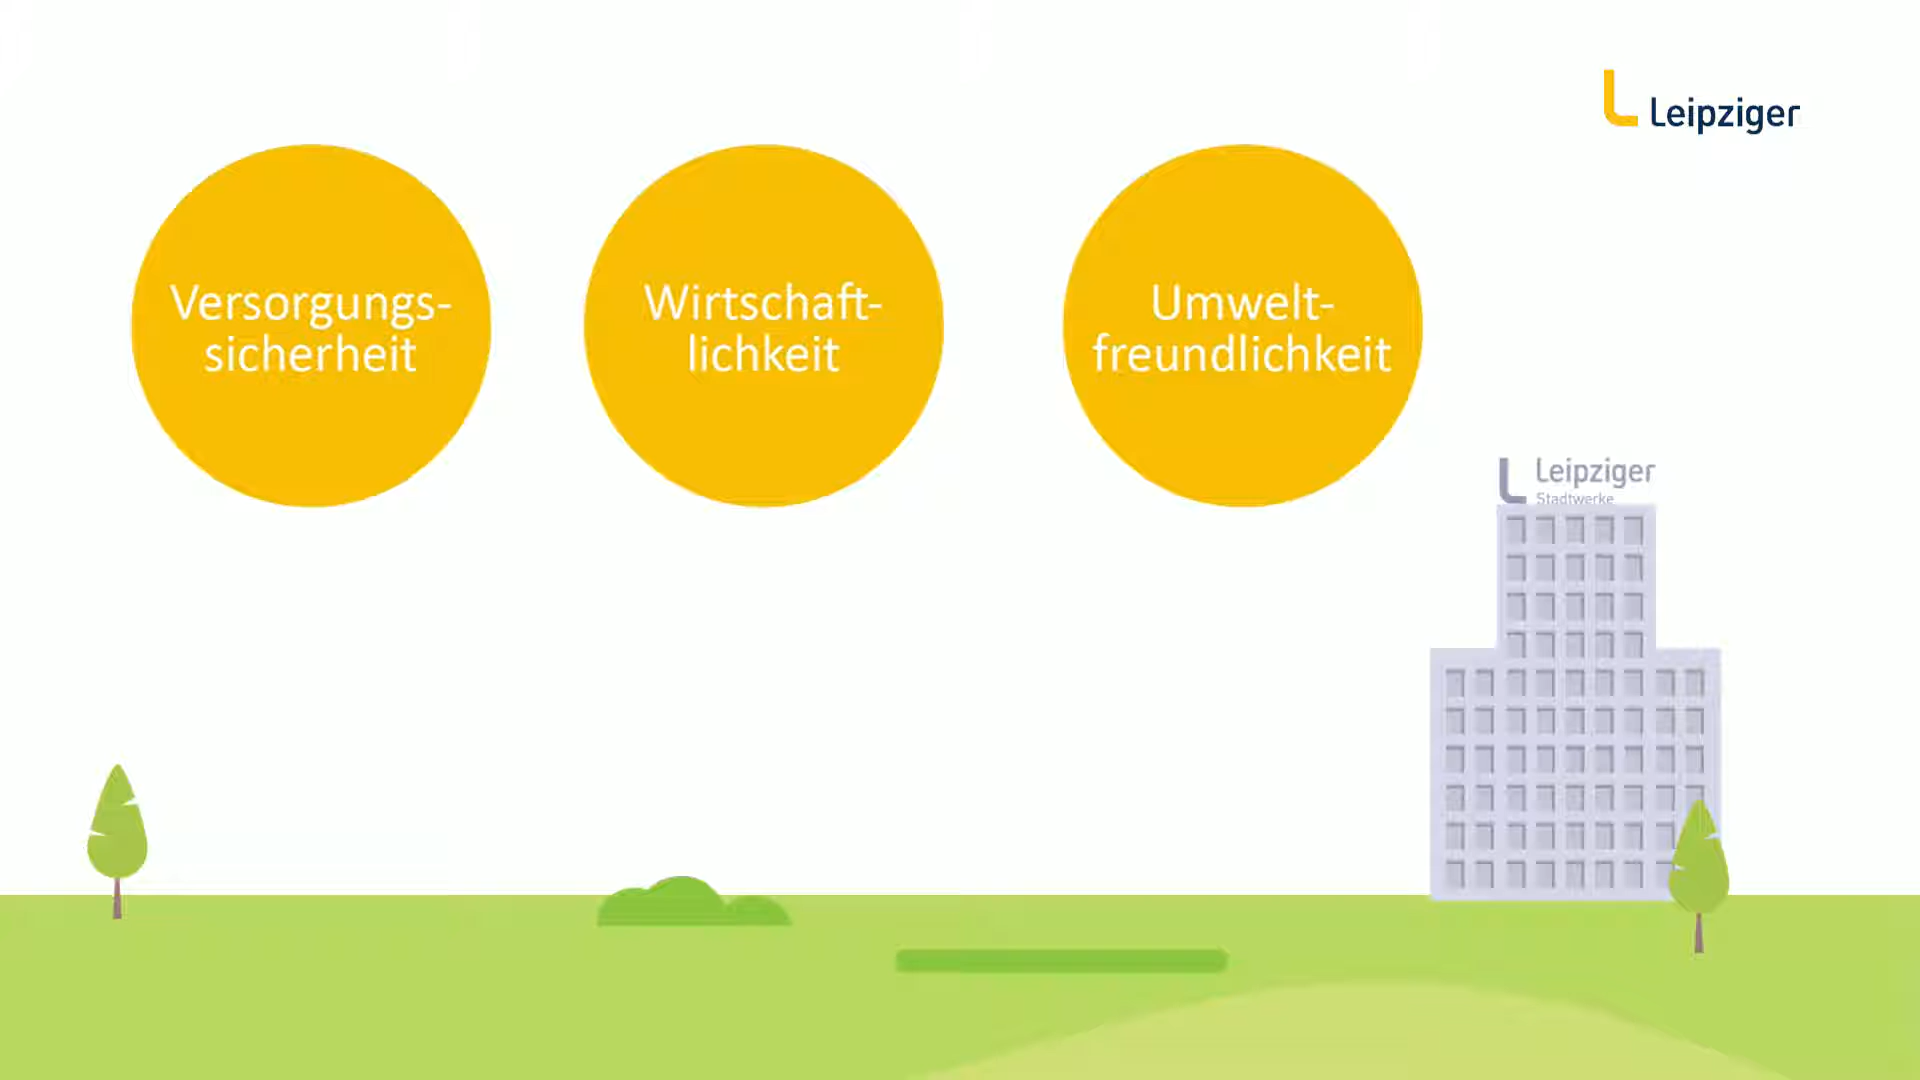 Leipziger
Versorgungs-
sicherheit
Wirtschaft-
lichkeit
Umwelt-
freundlichkeit
Leipziger
Stadtwerke